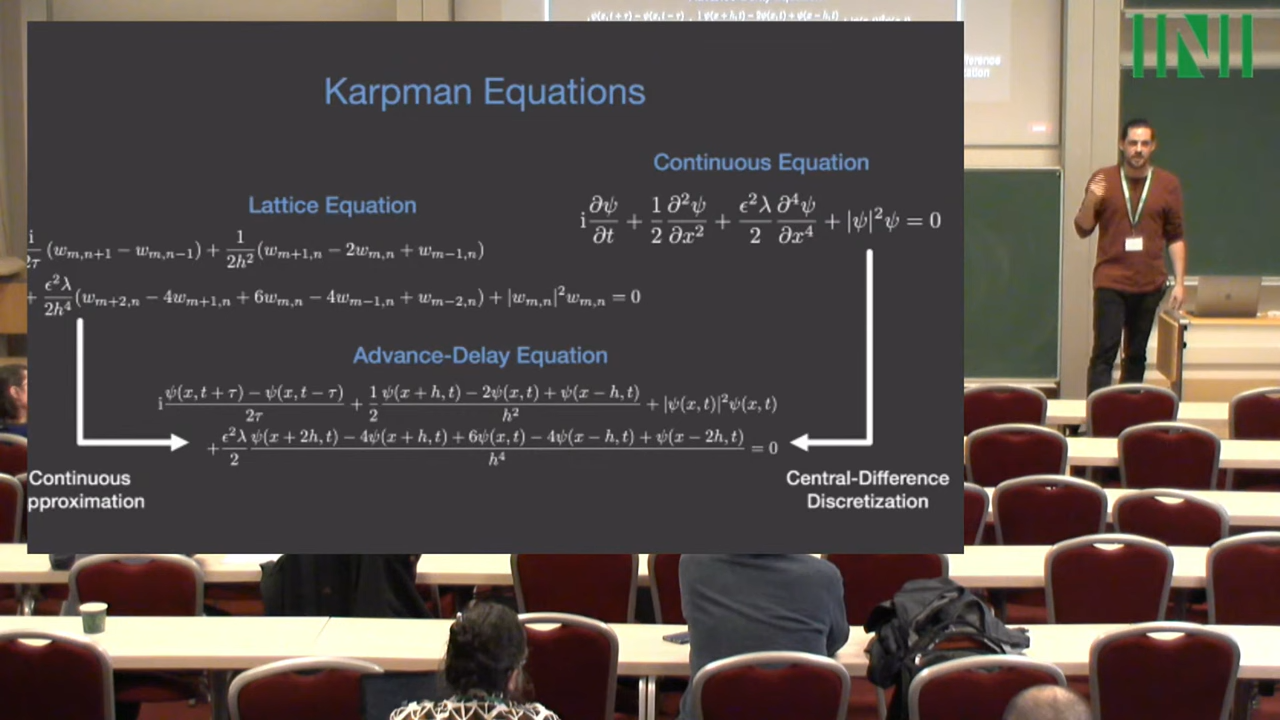 ψ(x,t+τ) − ψ(x,t−τ) 1 ψ(x+h,t) − 2ψ(x,t) + ψ(x−h,t)
INI
Karpman Equations
Continuous Equation
i ∂ψ/∂t + 1/2 ∂²ψ/∂x² + ϵ²λ/2 ∂⁴ψ/∂x⁴ + |ψ|²ψ = 0
Lattice Equation
i/2τ (w_{m,n+1} − w_{m,n−1}) + 1/2h² (w_{m+1,n} − 2w_{m,n} + w_{m−1,n})
+ ϵ²λ/2h⁴ (w_{m+2,n} − 4w_{m+1,n} + 6w_{m,n} − 4w_{m−1,n} + w_{m−2,n}) + |w_{m,n}|²w_{m,n} = 0
Advance-Delay Equation
i (ψ(x,t+τ) − ψ(x,t−τ))/2τ + 1/2 (ψ(x+h,t) − 2ψ(x,t) + ψ(x−h,t))/h² + |ψ(x,t)|²ψ(x,t)
+ ϵ²λ/2 (ψ(x+2h,t) − 4ψ(x+h,t) + 6ψ(x,t) − 4ψ(x−h,t) + ψ(x−2h,t))/h⁴ = 0
Continuous
pproximation
Central-Difference
Discretization